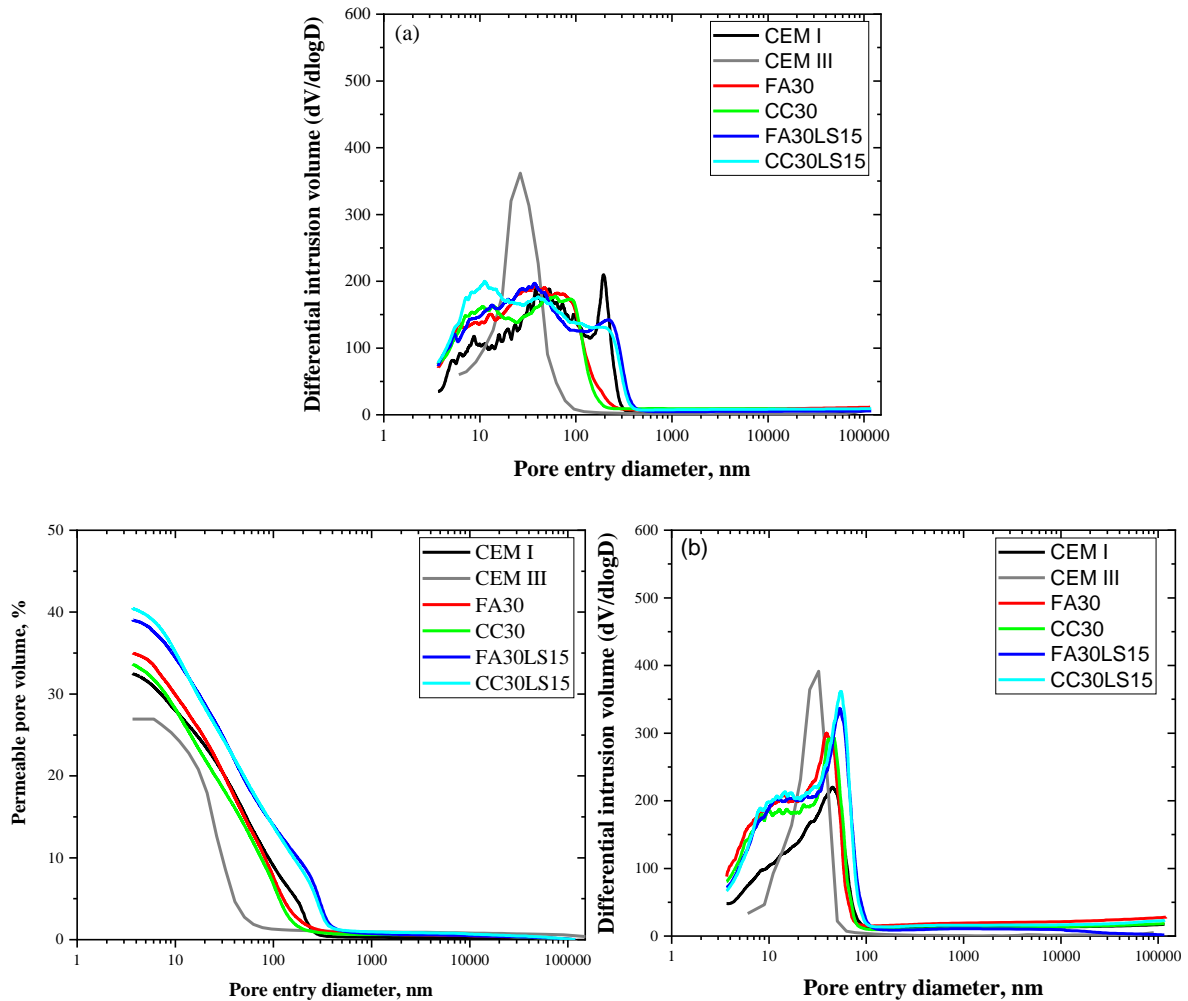 (a)
Differential intrusion volume (dV/dlogD)
600
500
400
300
200
100
0
1
10
100
1000
10000
100000
Pore entry diameter, nm
CEM I
CEM III
FA30
CC30
FA30LS15
CC30LS15
Permeable pore volume, %
50
40
30
20
10
0
1
10
100
1000
10000
100000
Pore entry diameter, nm
CEM I
CEM III
FA30
CC30
FA30LS15
CC30LS15
(b)
Differential intrusion volume (dV/dlogD)
600
500
400
300
200
100
0
1
10
100
1000
10000
100000
Pore entry diameter, nm
CEM I
CEM III
FA30
CC30
FA30LS15
CC30LS15